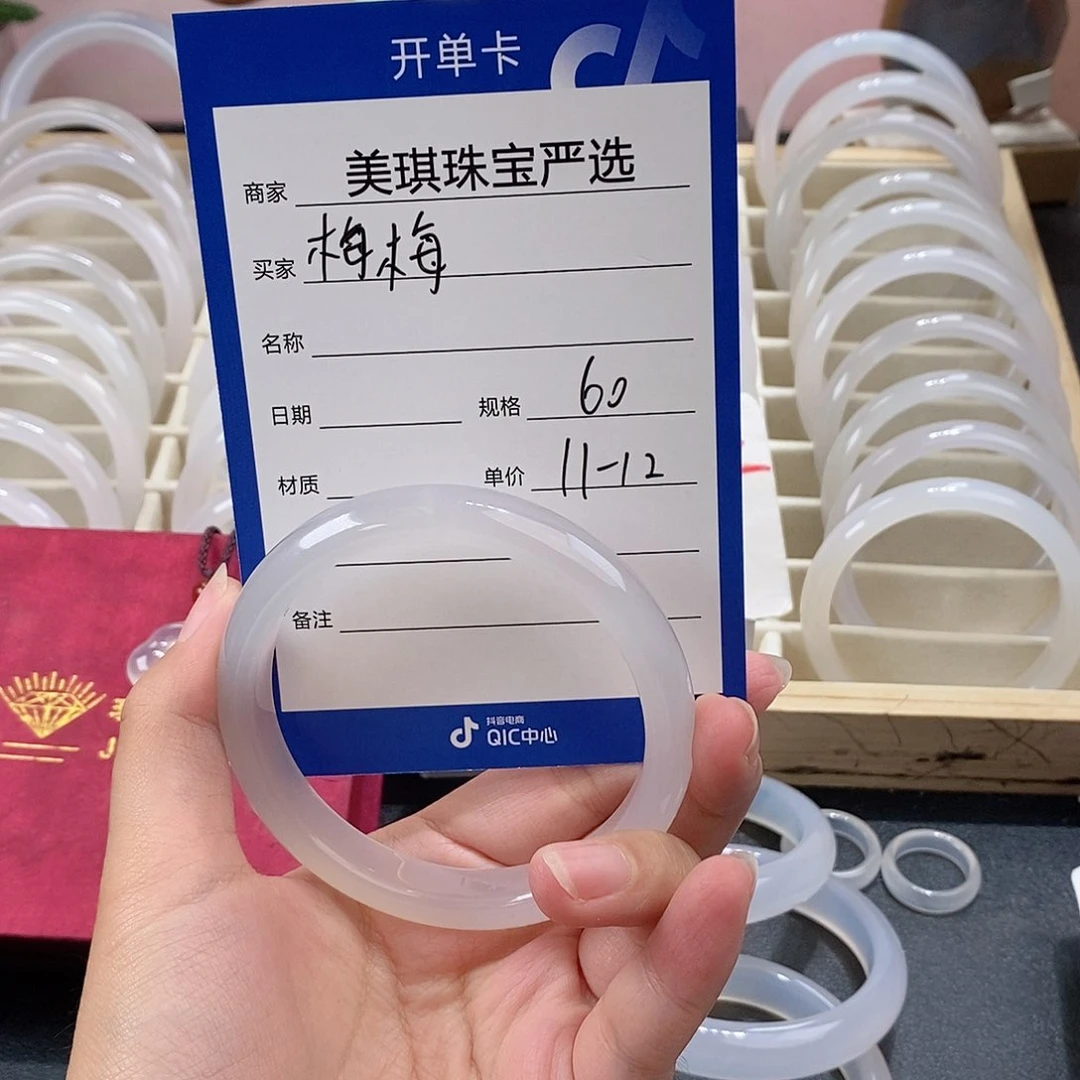 开单卡
商家 美琪珠宝严选
买家 梅梅
名称
日期 规格 60
材质 单价 11-12
备注
抖音电商
QIC中心